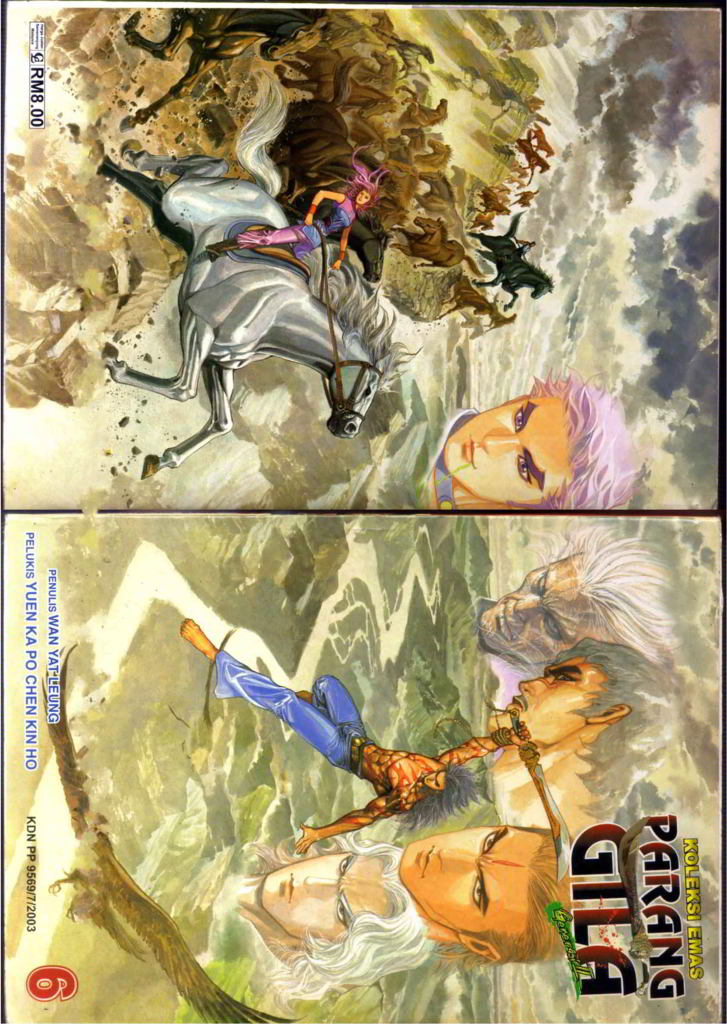 KOLEKSI EMAS
PARANG
GILA
PENULIS WAN YAT LEUNG
PELUKIS YUEN KA PO CHEN KIN HO
KDN PP 9569/7/2003
6
RM8.00